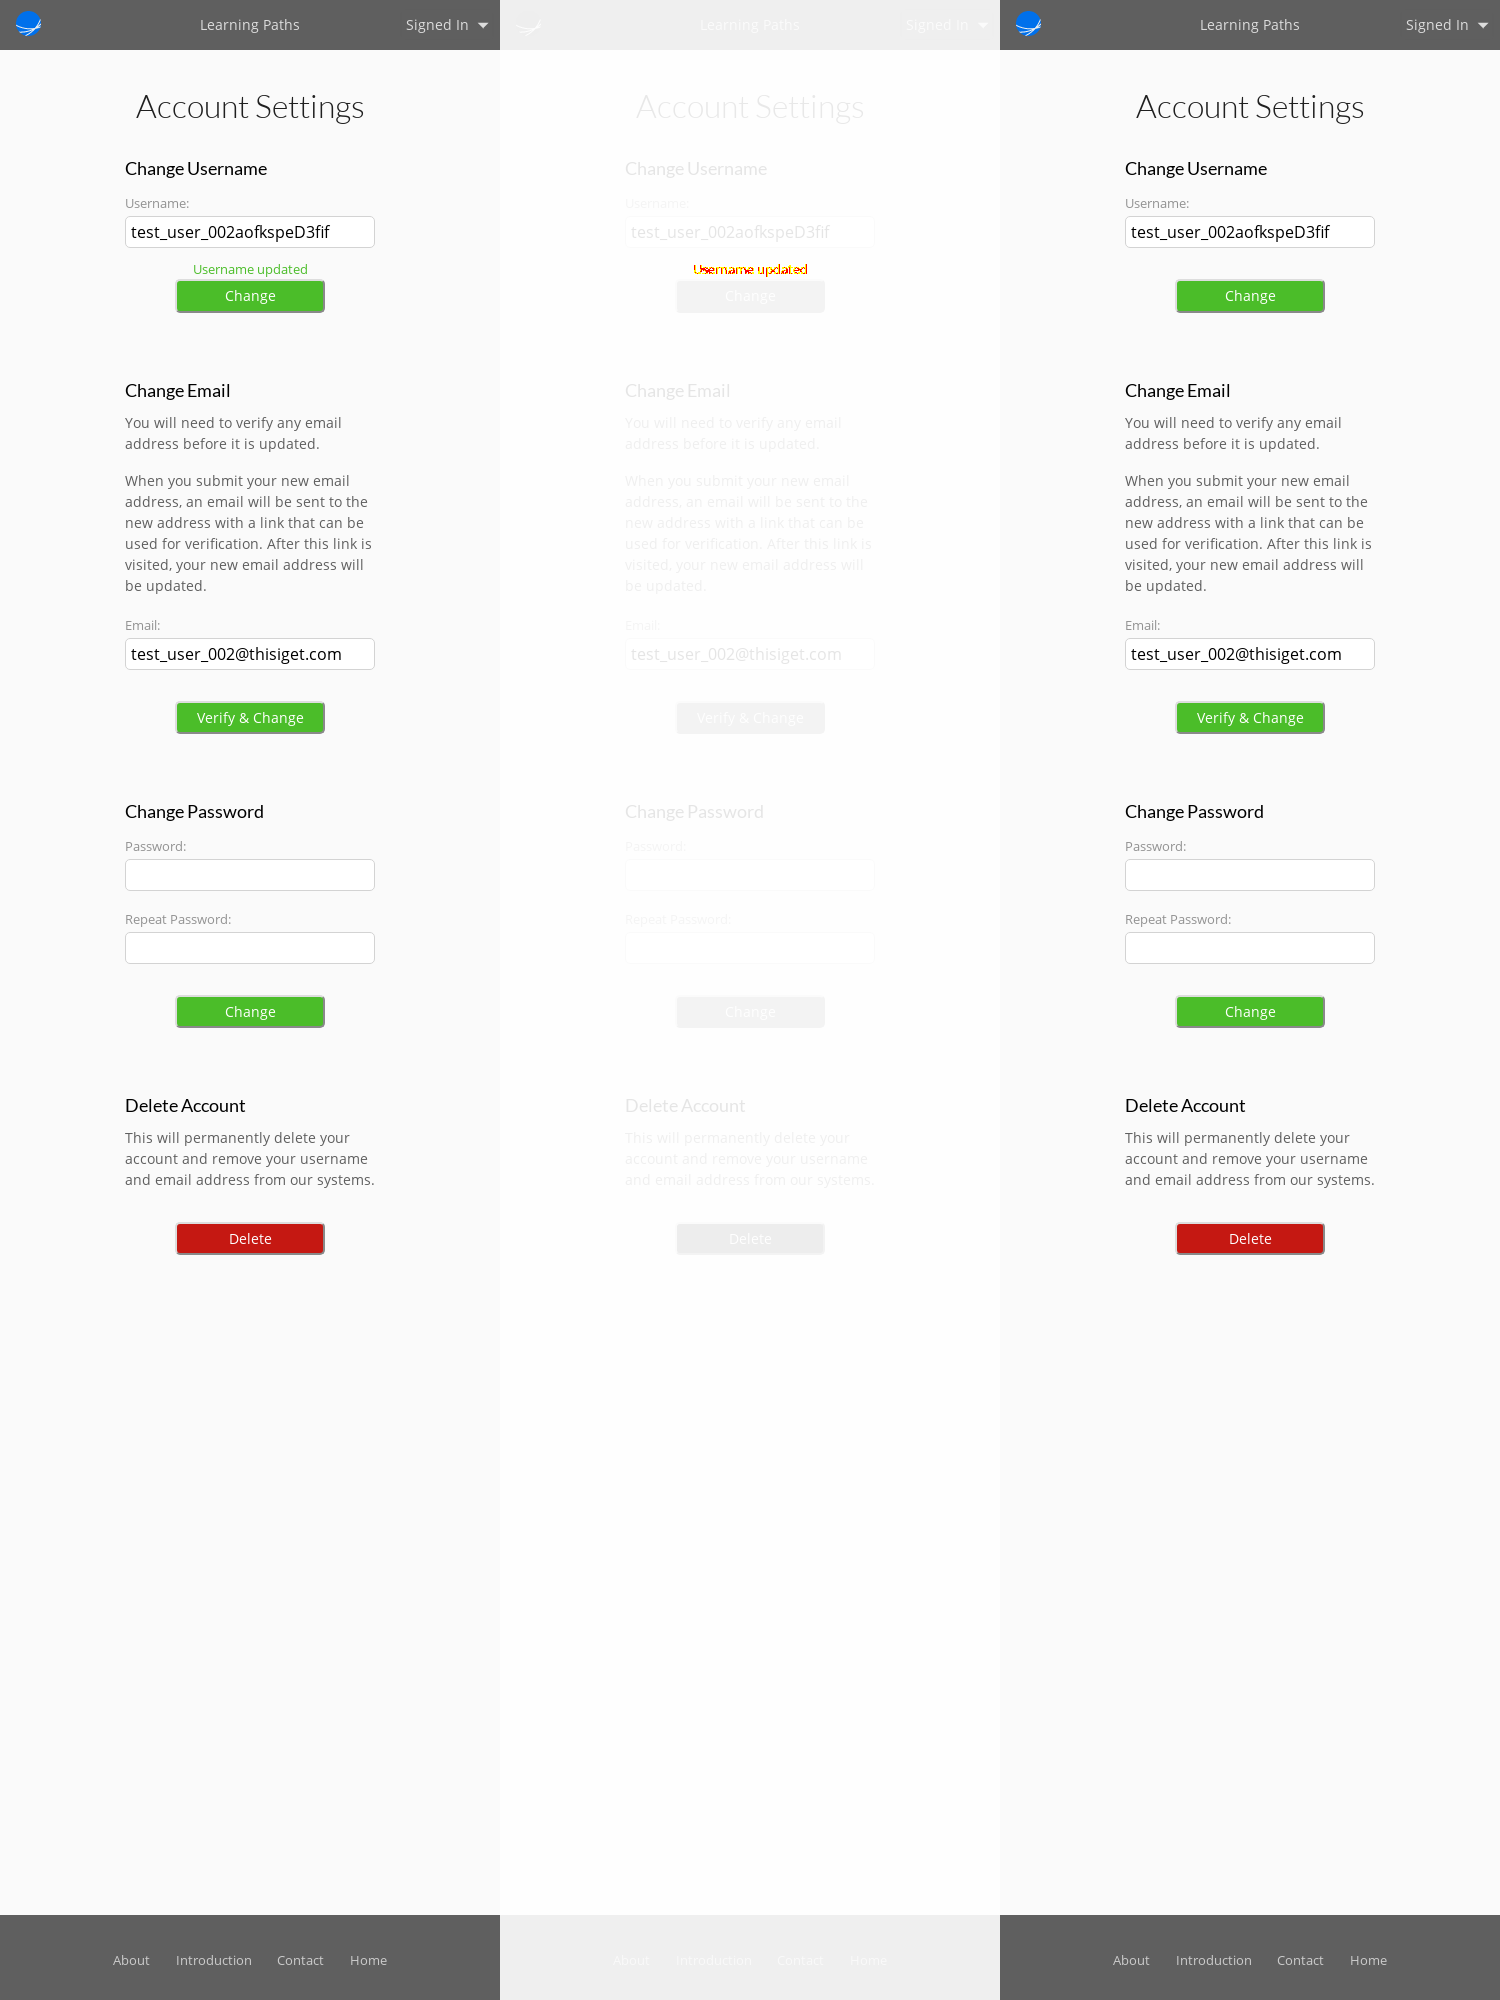 Learning Paths
Signed In
Account Settings
Change Username
Username:
test_user_002aofkspeD3fif
Username updated
Change
Change Email
You will need to verify any email
address before it is updated.
When you submit your new email
address, an email will be sent to the
new address with a link that can be
used for verification. After this link is
visited, your new email address will
be updated.
Email:
test_user_002@thisiget.com
Verify & Change
Change Password
Password:
Repeat Password:
Change
Delete Account
This will permanently delete your
account and remove your username
and email address from our systems.
Delete
About Introduction Contact Home
Learning Paths
Signed In
Account Settings
Change Username
Username:
test_user_002aofkspeD3fif
Username updated
Change
Change Email
You will need to verify any email
address before it is updated.
When you submit your new email
address, an email will be sent to the
new address with a link that can be
used for verification. After this link is
visited, your new email address will
be updated.
Email:
test_user_002@thisiget.com
Verify & Change
Change Password
Password:
Repeat Password:
Change
Delete Account
This will permanently delete your
account and remove your username
and email address from our systems.
Delete
About Introduction Contact Home
Learning Paths
Signed In
Account Settings
Change Username
Username:
test_user_002aofkspeD3fif
Change
Change Email
You will need to verify any email
address before it is updated.
When you submit your new email
address, an email will be sent to the
new address with a link that can be
used for verification. After this link is
visited, your new email address will
be updated.
Email:
test_user_002@thisiget.com
Verify & Change
Change Password
Password:
Repeat Password:
Change
Delete Account
This will permanently delete your
account and remove your username
and email address from our systems.
Delete
About Introduction Contact Home